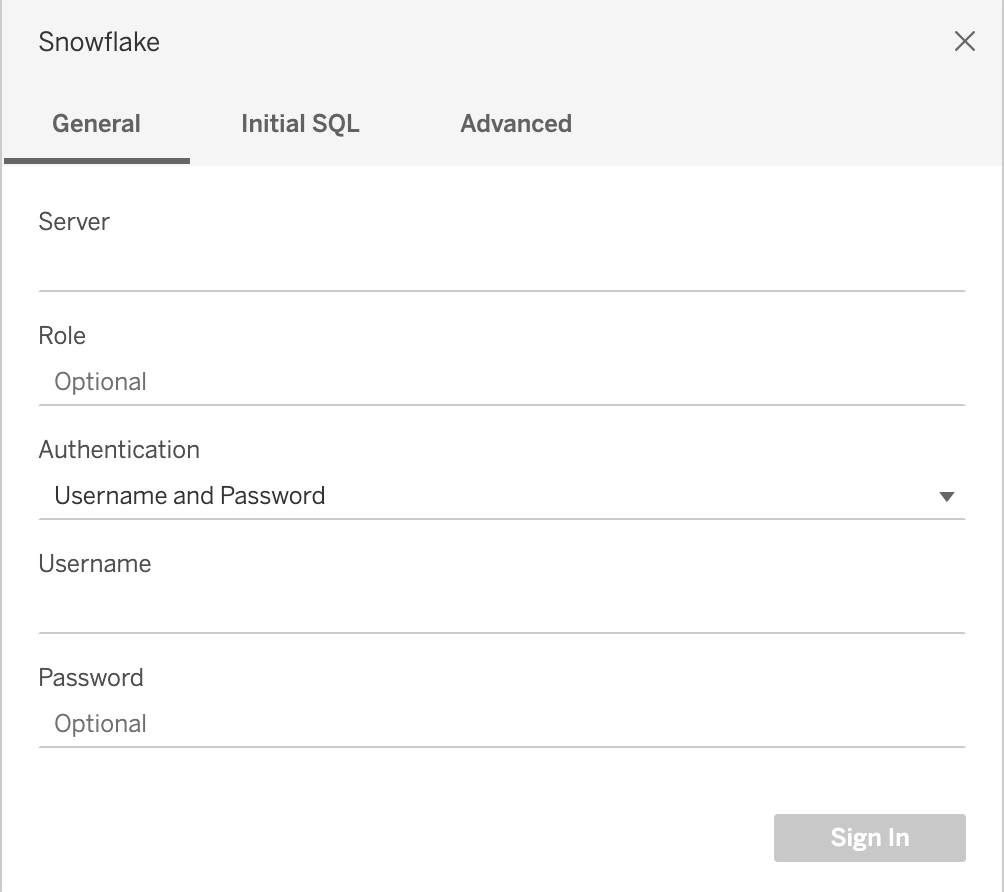 Snowflake
General Initial SQL Advanced
Server
Role
Optional
Authentication
Username and Password
Username
Password
Optional
Sign In